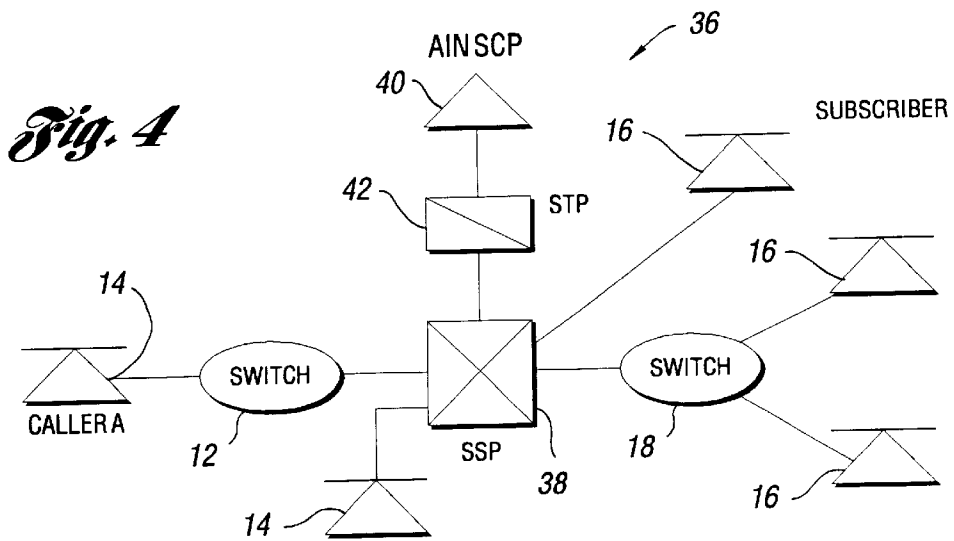 36
AIN SCP
40
Fig. 4
SUBSCRIBER
16
42
STP
16
14
SWITCH
SWITCH
CALLER A
12
SSP
38
18
14
16